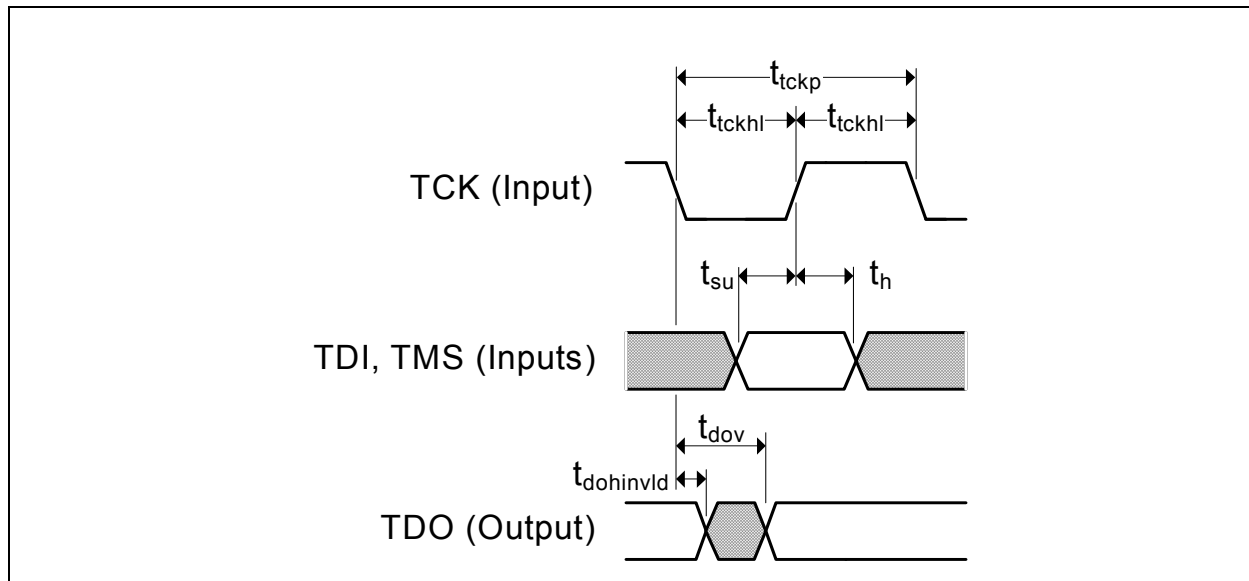 ttckp
ttckhl ttckhl
TCK (Input)
tsu th
TDI, TMS (Inputs)
tdov
tdohinvld
TDO (Output)